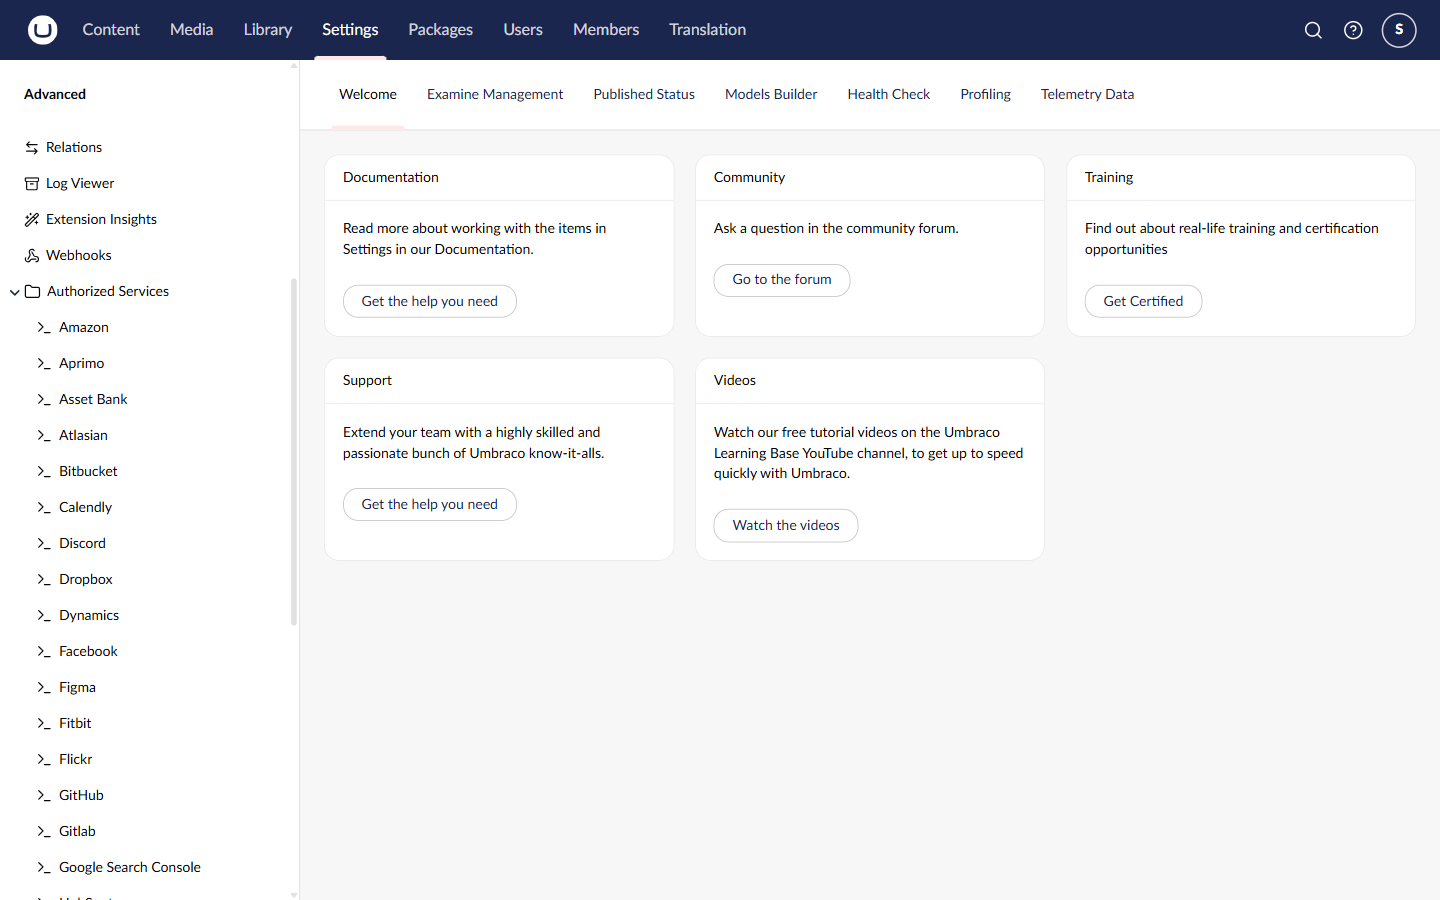 Content
Media
Library
Settings
Packages
Users
Members
Translation
S
Advanced
Relations
Log Viewer
Extension Insights
Webhooks
Authorized Services
Amazon
Aprimo
Asset Bank
Atlasian
Bitbucket
Calendly
Discord
Dropbox
Dynamics
Facebook
Figma
Fitbit
Flickr
GitHub
Gitlab
Google Search Console
Welcome
Examine Management
Published Status
Models Builder
Health Check
Profiling
Telemetry Data
Documentation
Read more about working with the items in
Settings in our Documentation.
Get the help you need
Community
Ask a question in the community forum.
Go to the forum
Training
Find out about real-life training and certification
opportunities
Get Certified
Support
Extend your team with a highly skilled and
passionate bunch of Umbraco know-it-alls.
Get the help you need
Videos
Watch our free tutorial videos on the Umbraco
Learning Base YouTube channel, to get up to speed
quickly with Umbraco.
Watch the videos